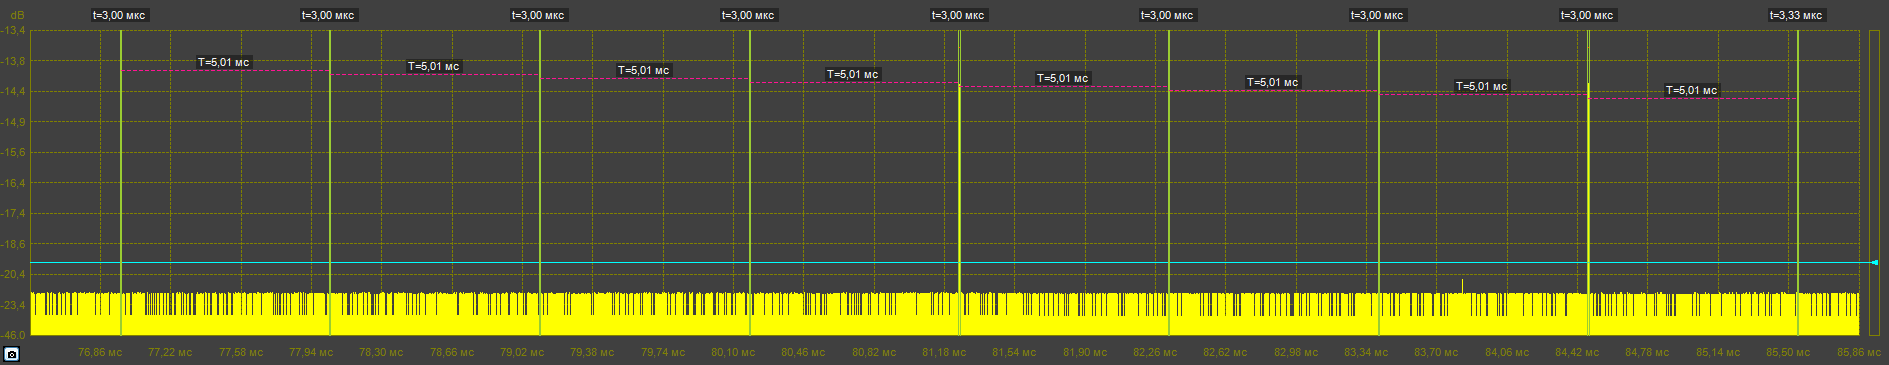 dB
t=3,00 мкс t=3,00 мкс t=3,00 мкс t=3,00 мкс t=3,00 мкс t=3,00 мкс t=3,00 мкс t=3,00 мкс t=3,33 мкс
-13,4
-13,8
-14,4
-14,9
-15,6
-16,4
-17,4
-18,6
-20,4
-23,4
-46,0
T=5,01 мс
T=5,01 мс
T=5,01 мс
T=5,01 мс
T=5,01 мс
T=5,01 мс
T=5,01 мс
T=5,01 мс
76,86 мс 77,22 мс 77,58 мс 77,94 мс 78,30 мс 78,66 мс 79,02 мс 79,38 мс 79,74 мс 80,10 мс 80,46 мс 80,82 мс 81,18 мс 81,54 мс 81,90 мс 82,26 мс 82,62 мс 82,98 мс 83,34 мс 83,70 мс 84,06 мс 84,42 мс 84,78 мс 85,14 мс 85,50 мс 85,86 мс